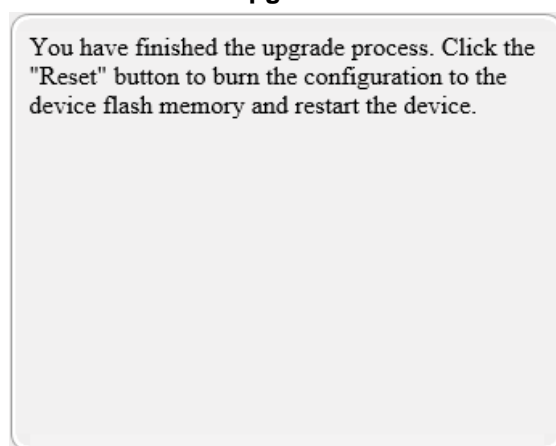 You have finished the upgrade process. Click the
"Reset" button to burn the configuration to the
device flash memory and restart the device.